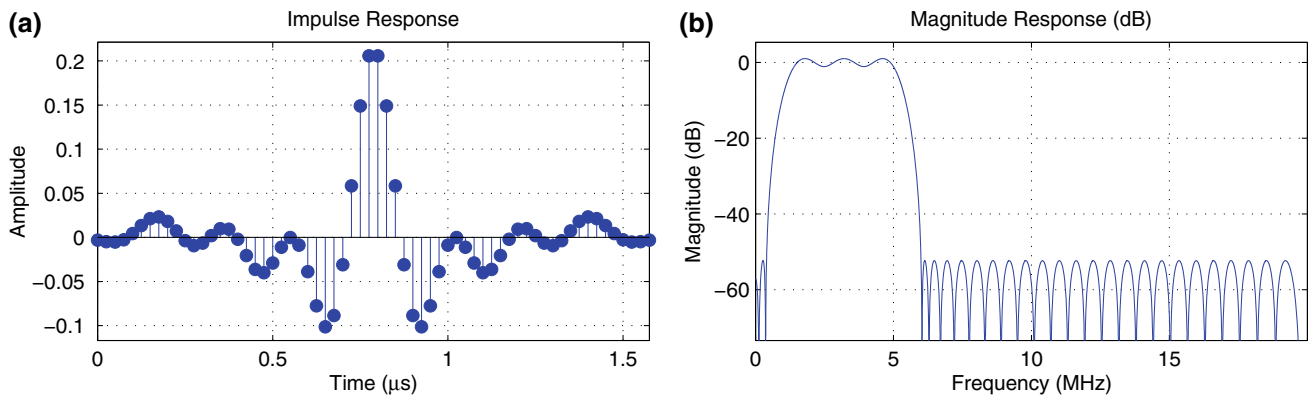 (a)
Impulse Response
Amplitude
0.2
0.15
0.1
0.05
0
−0.05
−0.1
0
0.5
1
1.5
Time (μs)
(b)
Magnitude Response (dB)
Magnitude (dB)
0
−20
−40
−60
0
5
10
15
Frequency (MHz)